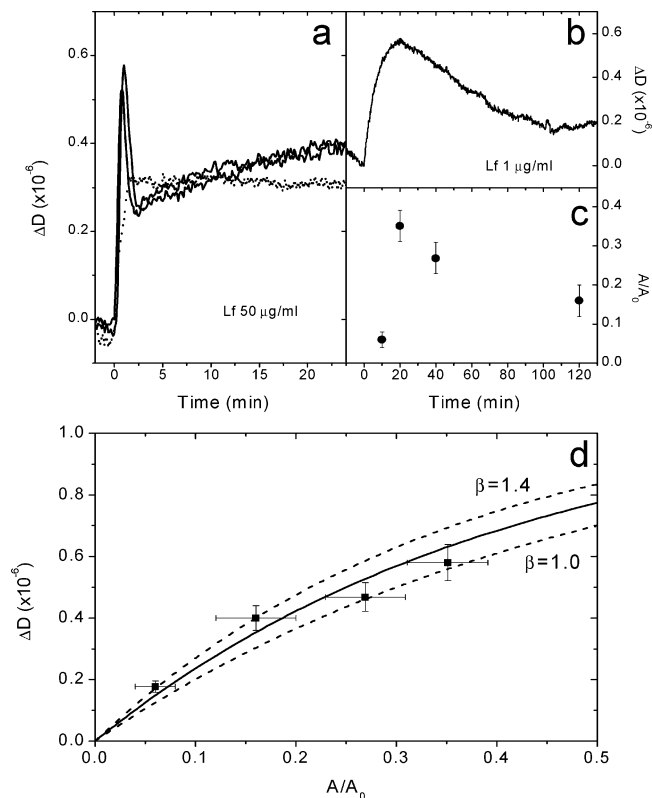 a
0.6
0.4
0.2
0.0
ΔD (x10-6)
Lf 50 μg/ml
0 5 10 15 20
Time (min)
b
0.6
0.4
0.2
0.0
ΔD (x10-6)
Lf 1 μg/ml
c
0.4
0.3
0.2
0.1
0.0
A/A0
0 20 40 60 80 100 120
Time (min)
d
1.0
0.8
0.6
0.4
0.2
0.0
ΔD (x10-6)
β=1.4
β=1.0
0.0 0.1 0.2 0.3 0.4 0.5
A/A0